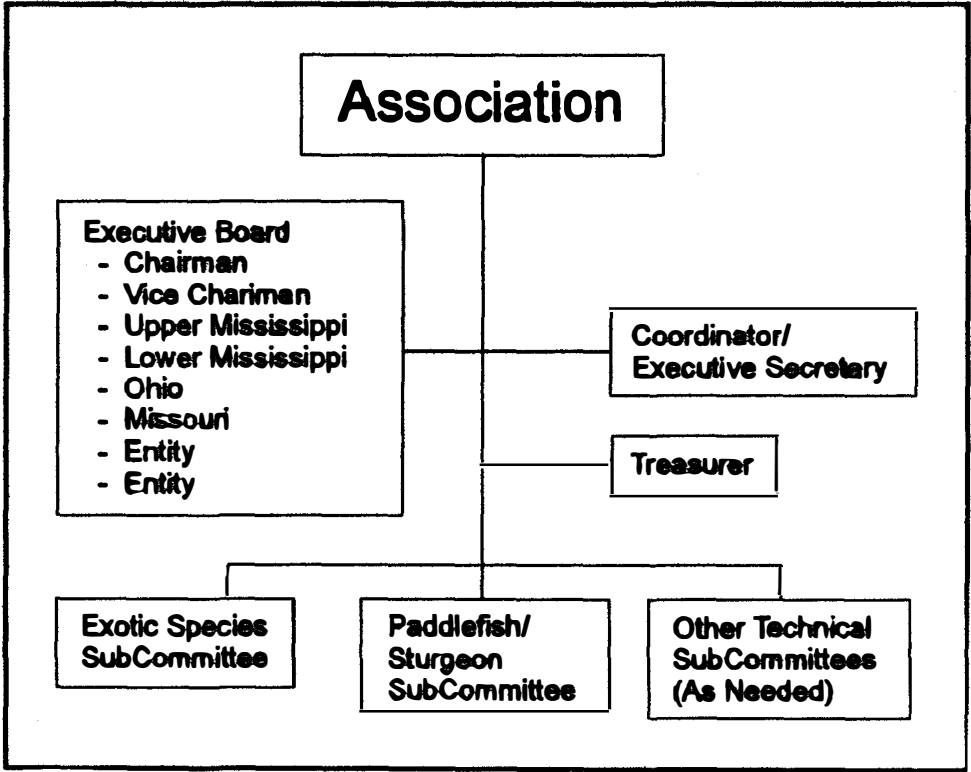 Association
Executive Board
- Chairman
- Vice Chariman
- Upper Mississippi
- Lower Mississippi
- Ohio
- Missouri
- Entity
- Entity
Coordinator/
Executive Secretary
Treasurer
Exotic Species
SubCommittee
Paddlefish/
Sturgeon
SubCommittee
Other Technical
SubCommittees
(As Needed)